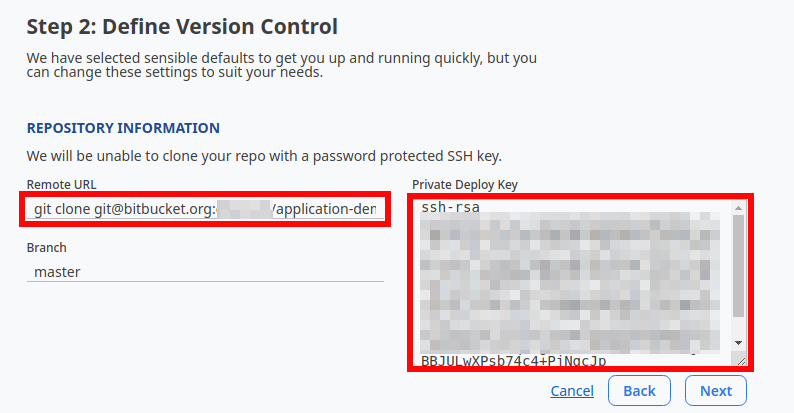 Step 2: Define Version Control
We have selected sensible defaults to get you up and running quickly, but you
can change these settings to suit your needs.
REPOSITORY INFORMATION
We will be unable to clone your repo with a password protected SSH key.
Remote URL
git clone git@bitbucket.org: /application-den
Branch
master
Private Deploy Key
ssh-rsa
BBJULwXPsb74c4+PiNgcJp
Cancel
Back
Next